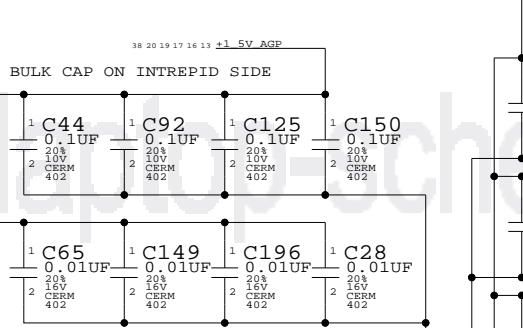 38 20 19 17 16 13 +1_5V_AGP
BULK CAP ON INTREPID SIDE
1 C44 0.1UF 20% 10V 2 CERM 402
1 C92 0.1UF 20% 10V 2 CERM 402
1 C125 0.1UF 20% 10V 2 CERM 402
1 C150 0.1UF 20% 10V 2 CERM 402
laptop-sche
1 C65 0.01UF 20% 16V 2 CERM 402
1 C149 0.01UF 20% 16V 2 CERM 402
1 C196 0.01UF 20% 16V 2 CERM 402
1 C28 0.01UF 20% 16V 2 CERM 402